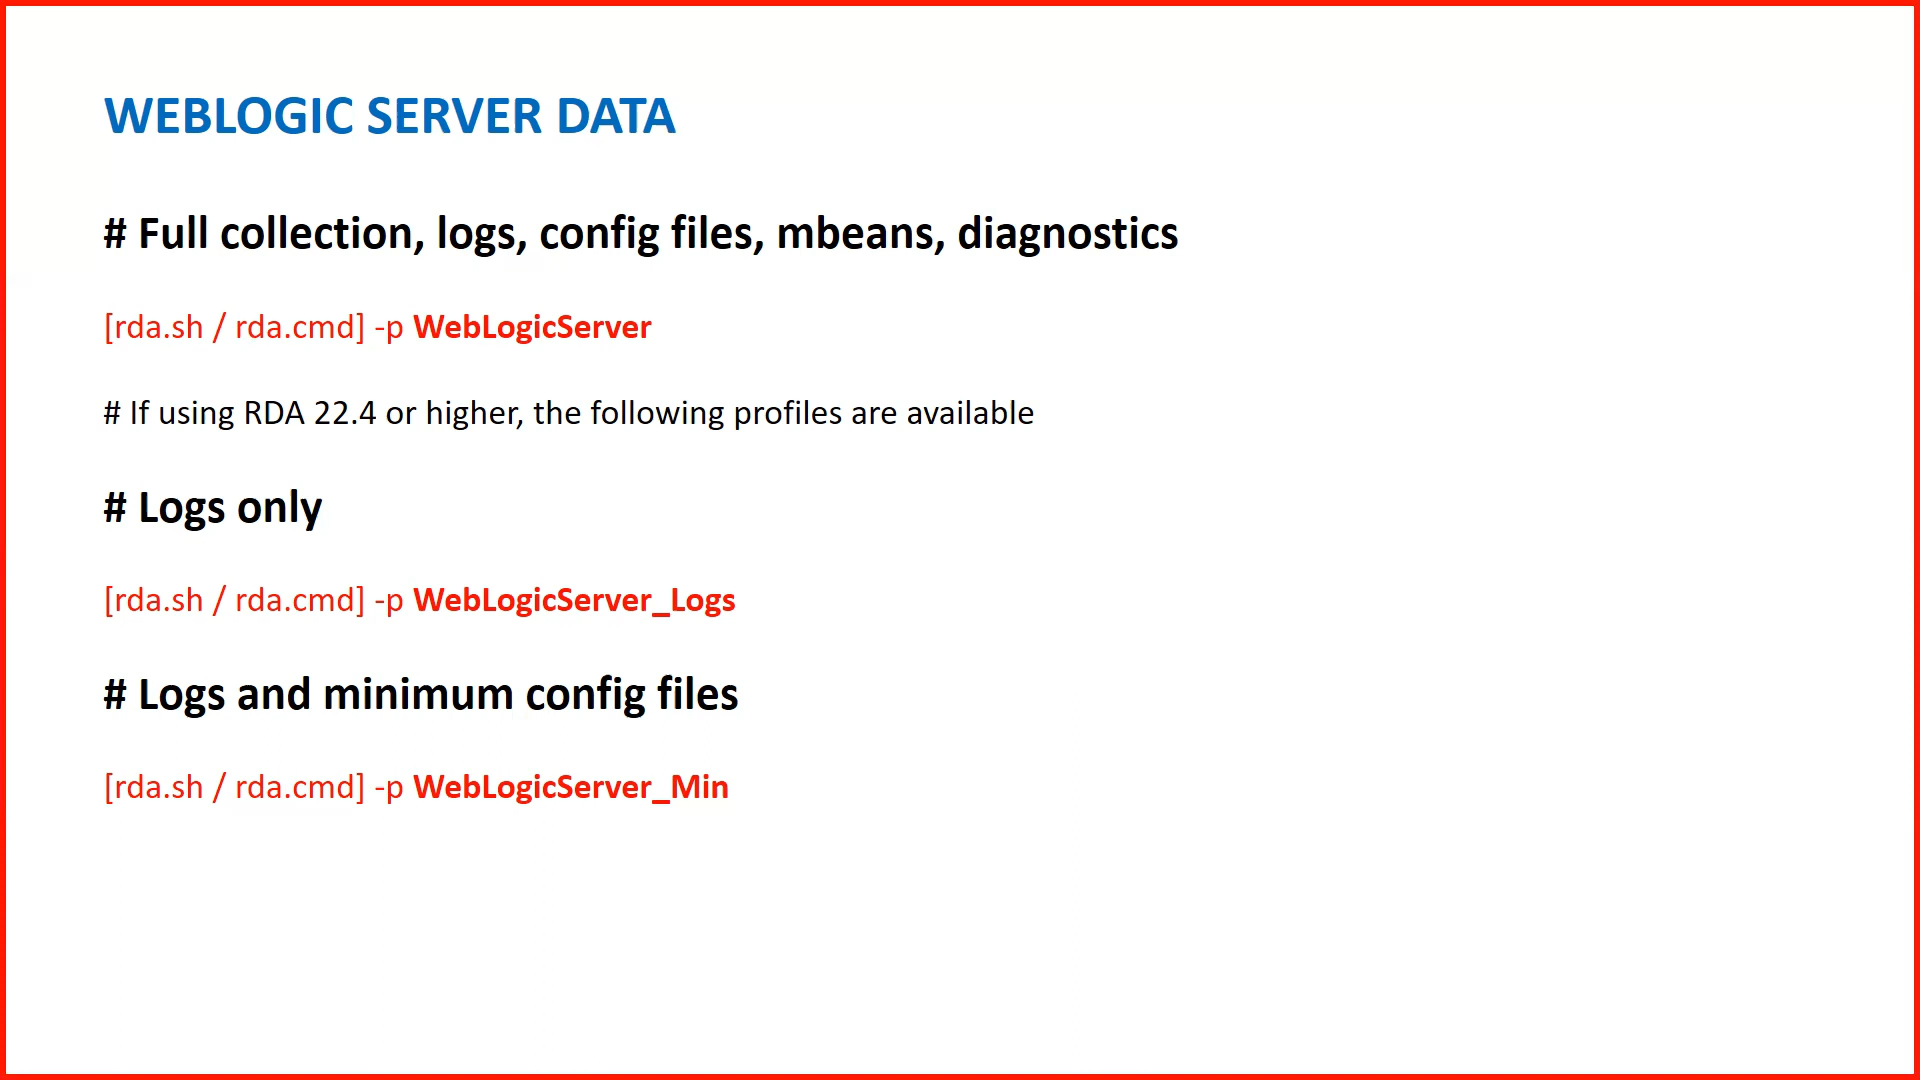 WEBLOGIC SERVER DATA
# Full collection, logs, config files, mbeans, diagnostics
[rda.sh / rda.cmd] -p WebLogicServer
# If using RDA 22.4 or higher, the following profiles are available
# Logs only
[rda.sh / rda.cmd] -p WebLogicServer_Logs
# Logs and minimum config files
[rda.sh / rda.cmd] -p WebLogicServer_Min